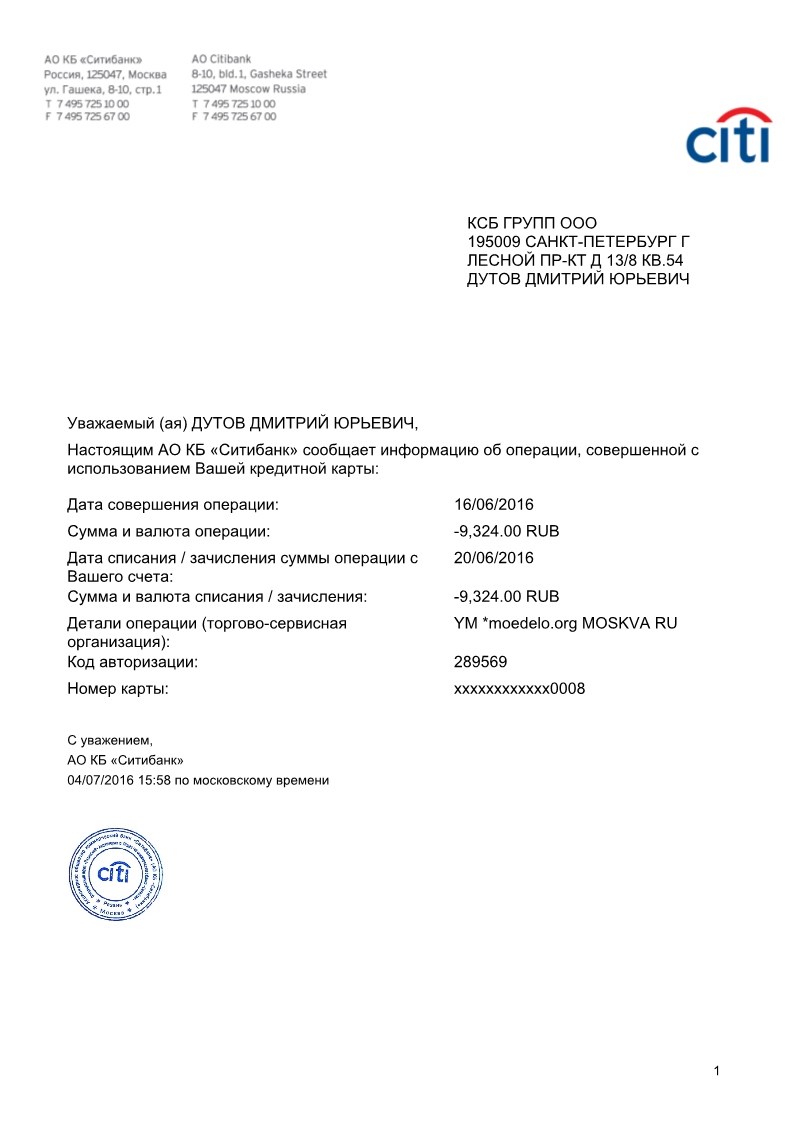 АО КБ «Ситибанк»
Россия, 125047, Москва
ул. Гашека, 8-10, стр.1
T 7 495 725 10 00
F 7 495 725 67 00
AO Citibank
8-10, bld.1, Gasheka Street
125047 Moscow Russia
T 7 495 725 10 00
F 7 495 725 67 00
citi
КСБ ГРУПП ООО
195009 САНКТ-ПЕТЕРБУРГ Г
ЛЕСНОЙ ПР-КТ Д 13/8 КВ.54
ДУТОВ ДМИТРИЙ ЮРЬЕВИЧ
Уважаемый (ая) ДУТОВ ДМИТРИЙ ЮРЬЕВИЧ,
Настоящим АО КБ «Ситибанк» сообщает информацию об операции, совершенной с
использованием Вашей кредитной карты:
Дата совершения операции: 16/06/2016
Сумма и валюта операции: -9,324.00 RUB
Дата списания / зачисления суммы операции с 20/06/2016
Вашего счета:
Сумма и валюта списания / зачисления: -9,324.00 RUB
Детали операции (торгово-сервисная YM *moedelo.org MOSKVA RU
организация):
Код авторизации: 289569
Номер карты: xxxxxxxxxxxx0008
С уважением,
АО КБ «Ситибанк»
04/07/2016 15:58 по московскому времени
citi
Москва
1